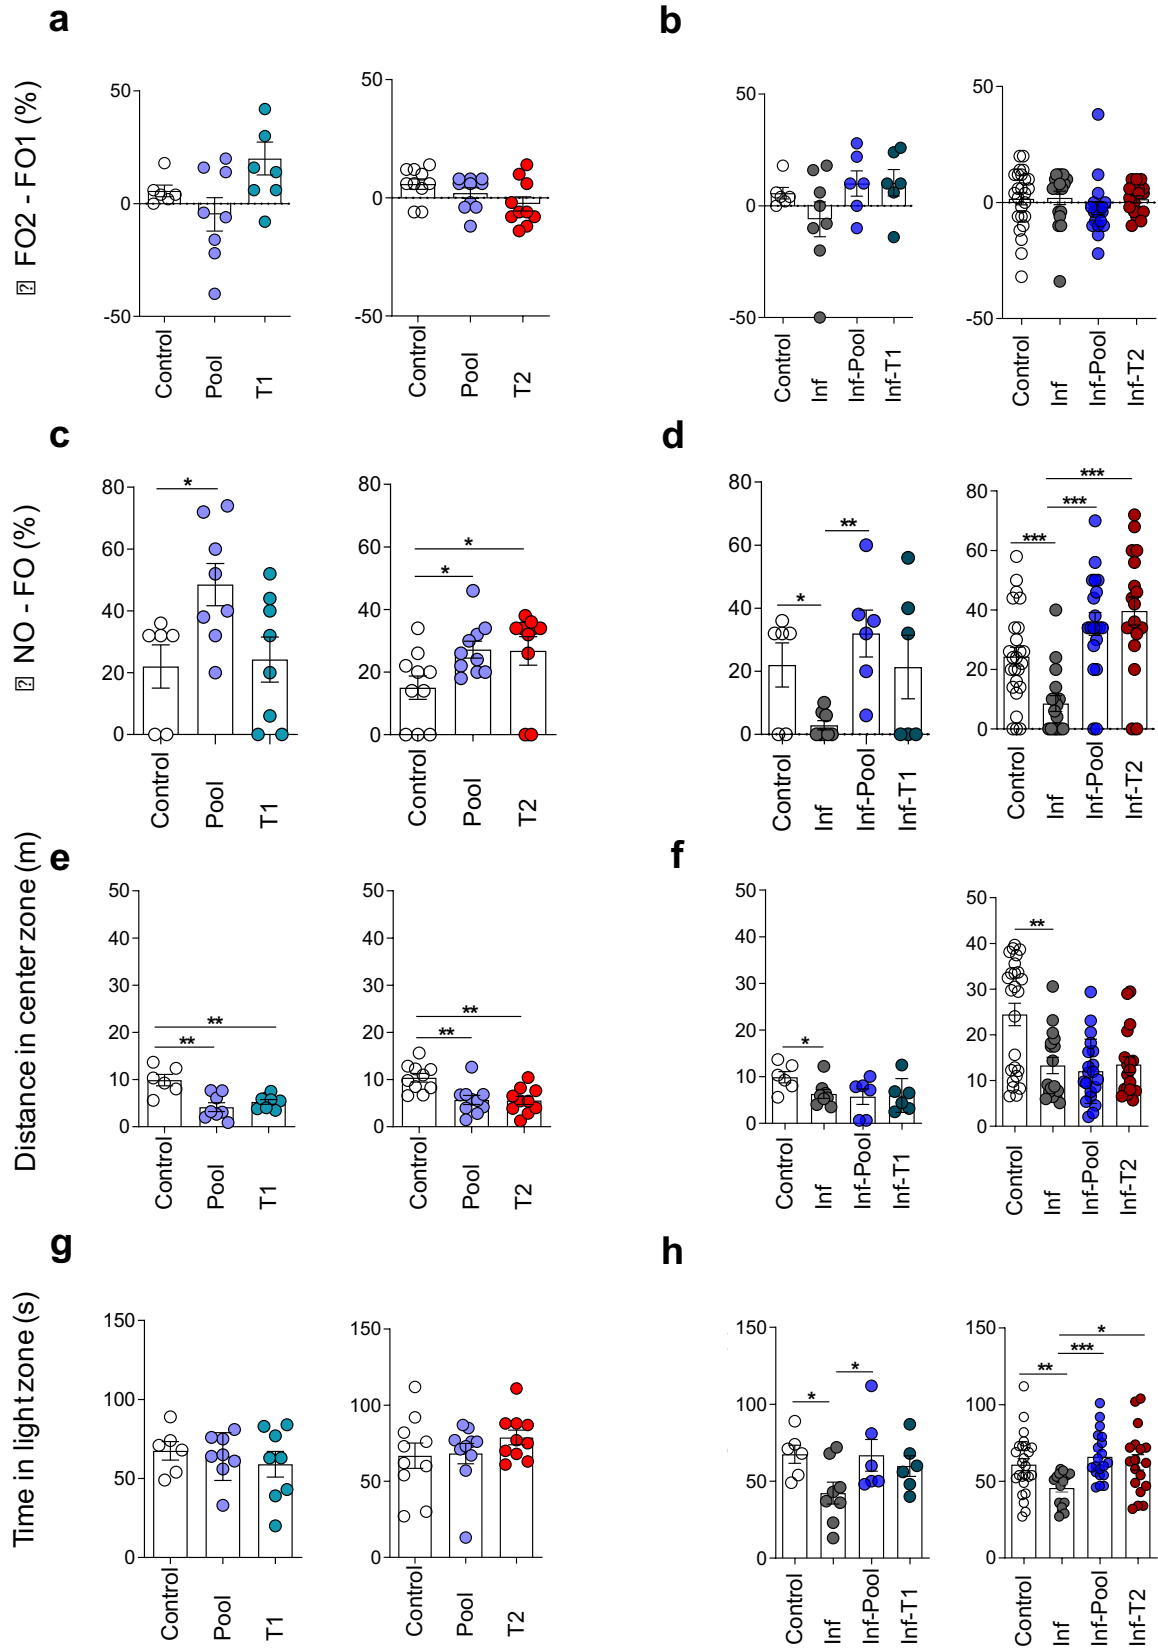 a
b
⍰ FO2 - FO1 (%)
50
0
-50
Control
Pool
T1
50
0
-50
Control
Pool
T2
50
0
-50
Control
Inf
Inf-Pool
Inf-T1
50
0
-50
Control
Inf
Inf-Pool
Inf-T2
c
d
⍰ NO - FO (%)
80
60
40
20
0
*
Control
Pool
T1
80
60
40
20
0
*
*
Control
Pool
T2
80
60
40
20
0
*
**
Control
Inf
Inf-Pool
Inf-T1
80
60
40
20
0
***
***
***
Control
Inf
Inf-Pool
Inf-T2
e
f
Distance in center zone (m)
50
40
30
20
10
0
**
**
Control
Pool
T1
50
40
30
20
10
0
**
**
Control
Pool
T2
50
40
30
20
10
0
*
Control
Inf
Inf-Pool
Inf-T1
50
40
30
20
10
0
**
Control
Inf
Inf-Pool
Inf-T2
g
h
Time in light zone (s)
150
100
50
0
Control
Pool
T1
150
100
50
0
Control
Pool
T2
150
100
50
0
*
*
Control
Inf
Inf-Pool
Inf-T1
150
100
50
0
*
***
**
Control
Inf
Inf-Pool
Inf-T2